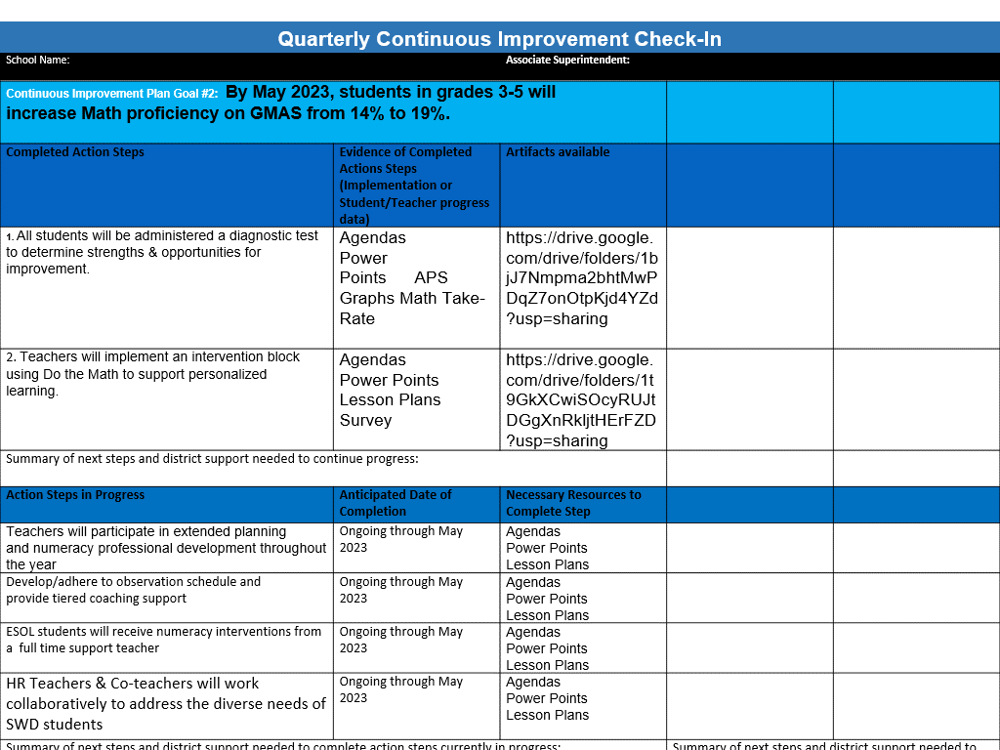 Quarterly Continuous Improvement Check-In
School Name:
Associate Superintendent:
Continuous Improvement Plan Goal #2: By May 2023, students in grades 3-5 will
increase Math proficiency on GMAS from 14% to 19%.
Completed Action Steps
Evidence of Completed
Actions Steps
(Implementation or
Student/Teacher progress
data)
Artifacts available
1. All students will be administered a diagnostic test
to determine strengths & opportunities for
improvement.
Agendas
Power
Points APS
Graphs Math Take-
Rate
https://drive.google.
com/drive/folders/1b
jJ7Nmpma2bhtMwP
DqZ7onOtpKjd4YZd
?usp=sharing
2. Teachers will implement an intervention block
using Do the Math to support personalized
learning.
Agendas
Power Points
Lesson Plans
Survey
https://drive.google.
com/drive/folders/1t
9GkXCwiSOcyRUJt
DGgXnRkljtHErFZD
?usp=sharing
Summary of next steps and district support needed to continue progress:
Action Steps in Progress
Anticipated Date of
Completion
Necessary Resources to
Complete Step
Teachers will participate in extended planning
and numeracy professional development throughout
the year
Ongoing through May
2023
Agendas
Power Points
Lesson Plans
Develop/adhere to observation schedule and
provide tiered coaching support
Ongoing through May
2023
Agendas
Power Points
Lesson Plans
ESOL students will receive numeracy interventions from
a full time support teacher
Ongoing through May
2023
Agendas
Power Points
Lesson Plans
HR Teachers & Co-teachers will work
collaboratively to address the diverse needs of
SWD students
Ongoing through May
2023
Agendas
Power Points
Lesson Plans
Summary of next steps and district support needed to complete action steps currently in progress:
Summary of next steps and district support needed to